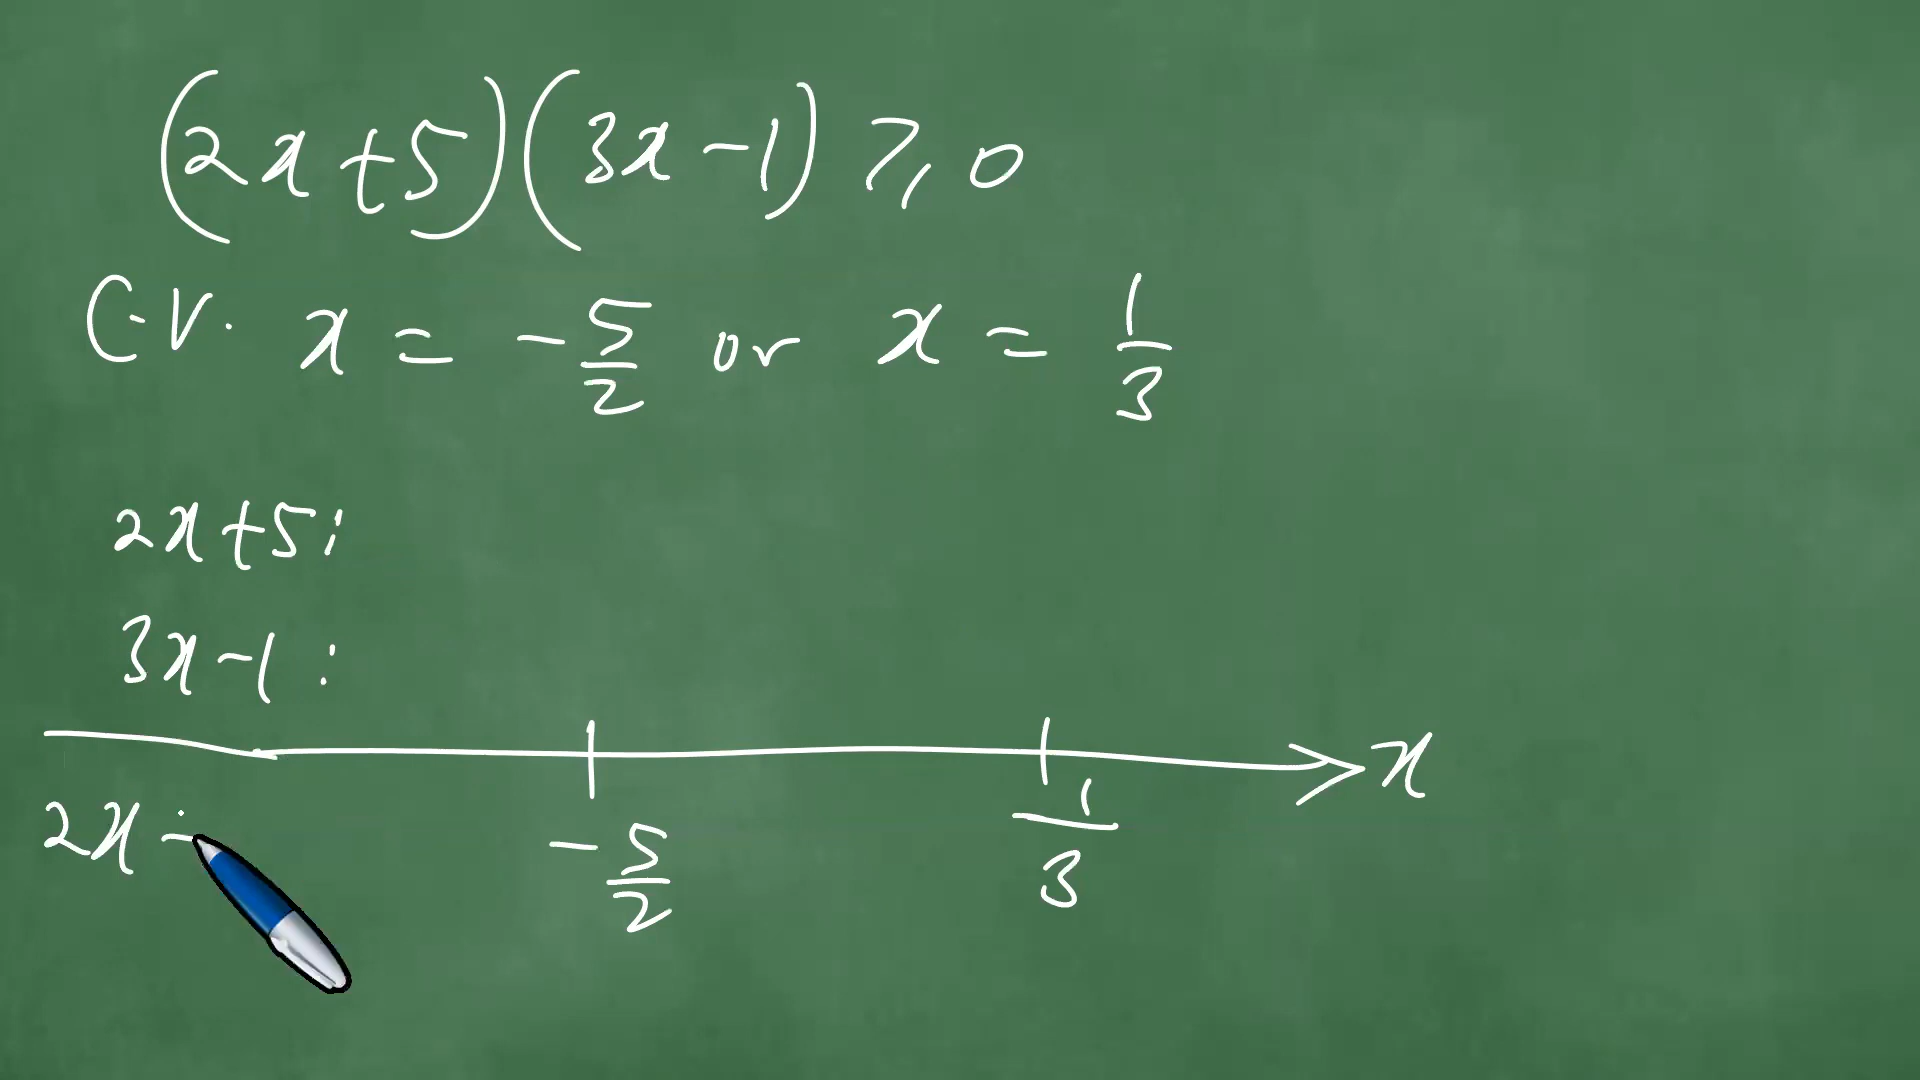 (2x+5)(3x-1) ≥ 0
C.V. x = -5/2 or x = 1/3
2x+5:
3x-1:
x
-5/2 1/3
2x